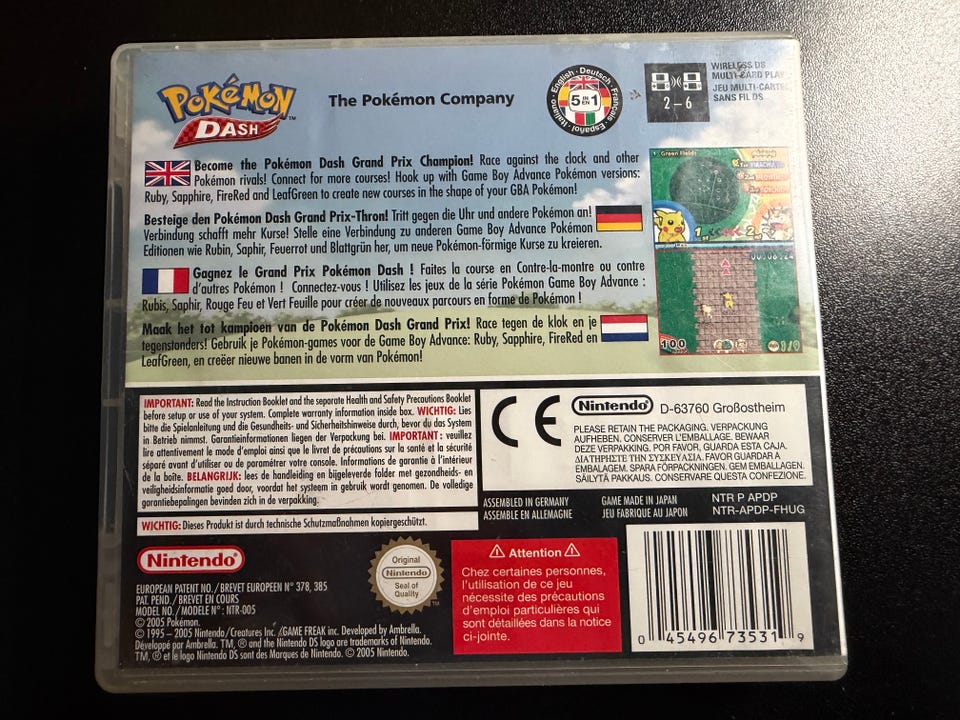 POKéMON™
DASH
The Pokémon Company
English • Deutsch • Français • Español • Italiano
5 IN EN 1
2 – 6
WIRELESS DS
MULTI-CARD PLAY
JEU MULTI-CARTES
SANS FIL DS
Become the Pokémon Dash Grand Prix Champion! Race against the clock and other
Pokémon rivals! Connect for more courses! Hook up with Game Boy Advance Pokémon versions:
Ruby, Sapphire, FireRed and LeafGreen to create new courses in the shape of your GBA Pokémon!
Besteige den Pokémon Dash Grand Prix-Thron! Tritt gegen die Uhr und andere Pokémon an!
Verbindung schafft mehr Kurse! Stelle eine Verbindung zu anderen Game Boy Advance Pokémon
Editionen wie Rubin, Saphir, Feuerrot und Blattgrün her, um neue Pokémon-förmige Kurse zu kreieren.
Gagnez le Grand Prix Pokémon Dash ! Faites la course en Contre-la-montre ou contre
d'autres Pokémon ! Connectez-vous ! Utilisez les jeux de la série Pokémon Game Boy Advance :
Rubis, Saphir, Rouge Feu et Vert Feuille pour créer de nouveaux parcours en forme de Pokémon !
Maak het tot kampioen van de Pokémon Dash Grand Prix! Race tegen de klok en je
tegenstanders! Gebruik je Pokémon-games voor de Game Boy Advance: Ruby, Sapphire, FireRed en
LeafGreen, en creëer nieuwe banen in de vorm van Pokémon!
1 Green Fields
100
IMPORTANT: Read the Instruction Booklet and the separate Health and Safety Precautions Booklet
before setup or use of your system. Complete warranty information inside box. WICHTIG: Lies
bitte die Spielanleitung und die Gesundheits- und Sicherheitshinweise durch, bevor du das System
in Betrieb nimmst. Garantieinformationen liegen der Verpackung bei. IMPORTANT : veuillez
lire attentivement le mode d'emploi ainsi que le livret de précautions sur la santé et la sécurité
séparé avant d'utiliser ou de paramétrer votre console. Informations de garantie à l'intérieur
de la boîte. BELANGRIJK: lees de handleiding en bijgeleverde folder met gezondheids- en
veiligheidsinformatie goed door, voordat het systeem in gebruik wordt genomen. De volledige
garantiebepalingen bevinden zich in de verpackung.
WICHTIG: Dieses Produkt ist durch technische Schutzmaßnahmen kopiergeschützt.
CE
Nintendo® D-63760 Großostheim
PLEASE RETAIN THE PACKAGING. VERPACKUNG
AUFHEBEN. CONSERVER L'EMBALLAGE. BEWAAR
DEZE VERPAKKING. POR FAVOR, GUARDA ESTA CAJA.
ΔΙΑΤΗΡΗΣΤΕ ΤΗΝ ΣΥΣΚΕΥΑΣΙΑ. FAVOR GUARDAR A
EMBALAGEM. SPARA FÖRPACKNINGEN. GEM EMBALLAGEN.
SÄILYTÄ PAKKAUS. CONSERVARE QUESTA CONFEZIONE.
ASSEMBLED IN GERMANY
ASSEMBLE EN ALLEMAGNE
GAME MADE IN JAPAN
JEU FABRIQUE AU JAPON
NTR P APDP
NTR-APDP-FHUG
Nintendo®
EUROPEAN PATENT NO./BREVET EUROPEEN N° 378, 385
PAT. PEND./BREVET EN COURS
MODEL NO./MODELE N°: NTR-005
© 2005 Pokémon.
© 1995 – 2005 Nintendo/Creatures Inc./GAME FREAK inc. Developed by Ambrella.
Développé par Ambrella. TM, ® and the Nintendo DS logo are trademarks of Nintendo.
TM, ® et le logo Nintendo DS sont des Marques de Nintendo. © 2005 Nintendo.
Original
Nintendo
Seal of
Quality
TM
Attention
Chez certaines personnes,
l'utilisation de ce jeu
nécessite des précautions
d'emploi particulières qui
sont détaillées dans la notice
ci-jointe.
0 45496 73531 9